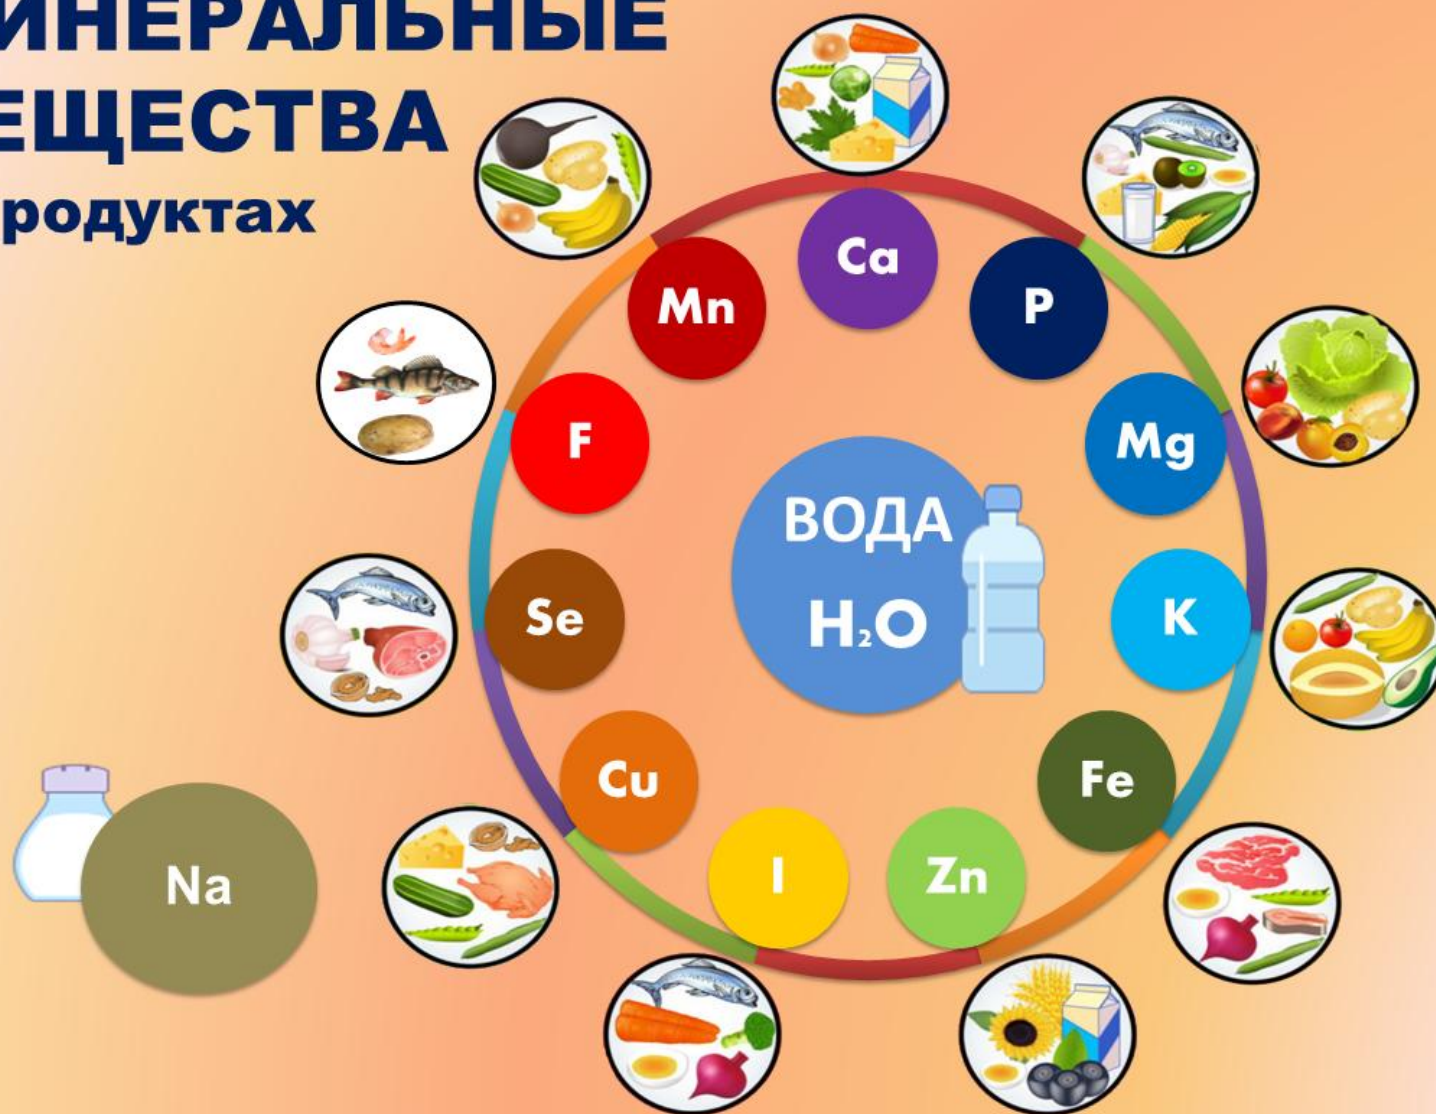 ИНЕРАЛЬНЫЕ
ЕЩЕСТВА
родуктах
Ca
Mn
P
F
Mg
ВОДА
H₂O
Se
K
Cu
Fe
I
Zn
Na